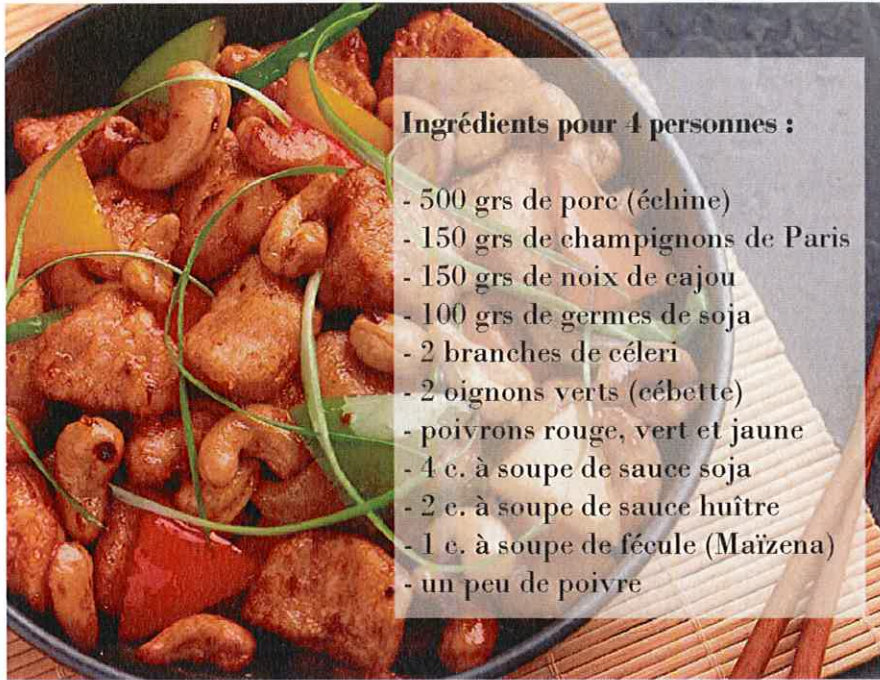 Ingrédients pour 4 personnes :
- 500 grs de porc (échine)
- 150 grs de champignons de Paris
- 150 grs de noix de cajou
- 100 grs de germes de soja
- 2 branches de céleri
- 2 oignons verts (cébette)
- poivrons rouge, vert et jaune
- 4 c. à soupe de sauce soja
- 2 c. à soupe de sauce huître
- 1 c. à soupe de fécule (Maïzena)
- un peu de poivre